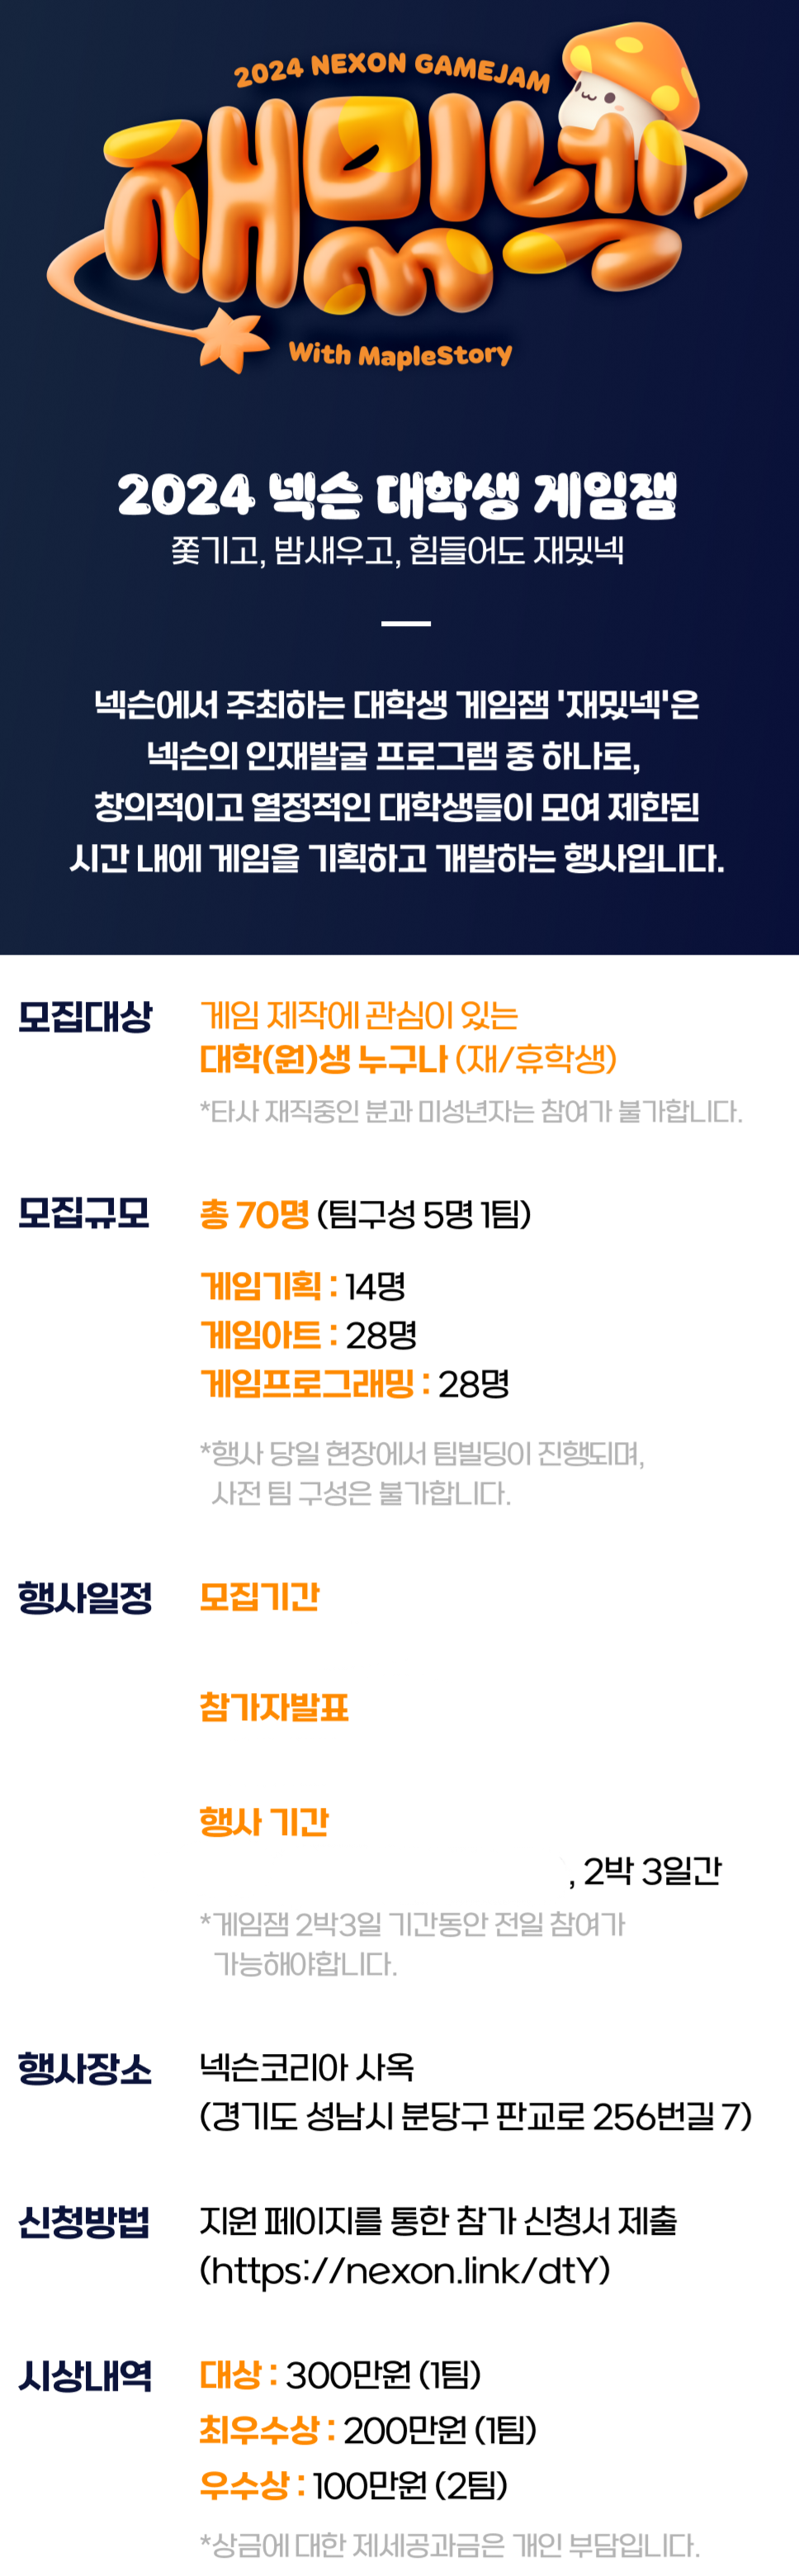 2024 NEXON GAMEJAM
재밌넥
With MapleStory
2024 넥슨 대학생 게임잼
쫓기고, 밤새우고, 힘들어도 재밌넥
넥슨에서 주최하는 대학생 게임잼 '재밌넥'은
넥슨의 인재발굴 프로그램 중 하나로,
창의적이고 열정적인 대학생들이 모여 제한된
시간 내에 게임을 기획하고 개발하는 행사입니다.
모집대상 게임 제작에 관심이 있는
대학(원)생 누구나 (재/휴학생)
*타사 재직중인 분과 미성년자는 참여가 불가합니다.
모집규모 총 70명 (팀구성 5명 1팀)
게임기획 : 14명
게임아트 : 28명
게임프로그래밍 : 28명
*행사 당일 현장에서 팀빌딩이 진행되며,
사전 팀 구성은 불가합니다.
행사일정 모집기간
참가자발표
행사 기간
, 2박 3일간
*게임잼 2박3일 기간동안 전일 참여가
가능해야합니다.
행사장소 넥슨코리아 사옥
(경기도 성남시 분당구 판교로 256번길 7)
신청방법 지원 페이지를 통한 참가 신청서 제출
(https://nexon.link/dtY)
시상내역 대상 : 300만원 (1팀)
최우수상 : 200만원 (1팀)
우수상 : 100만원 (2팀)
*상금에 대한 제세공과금은 개인 부담입니다.